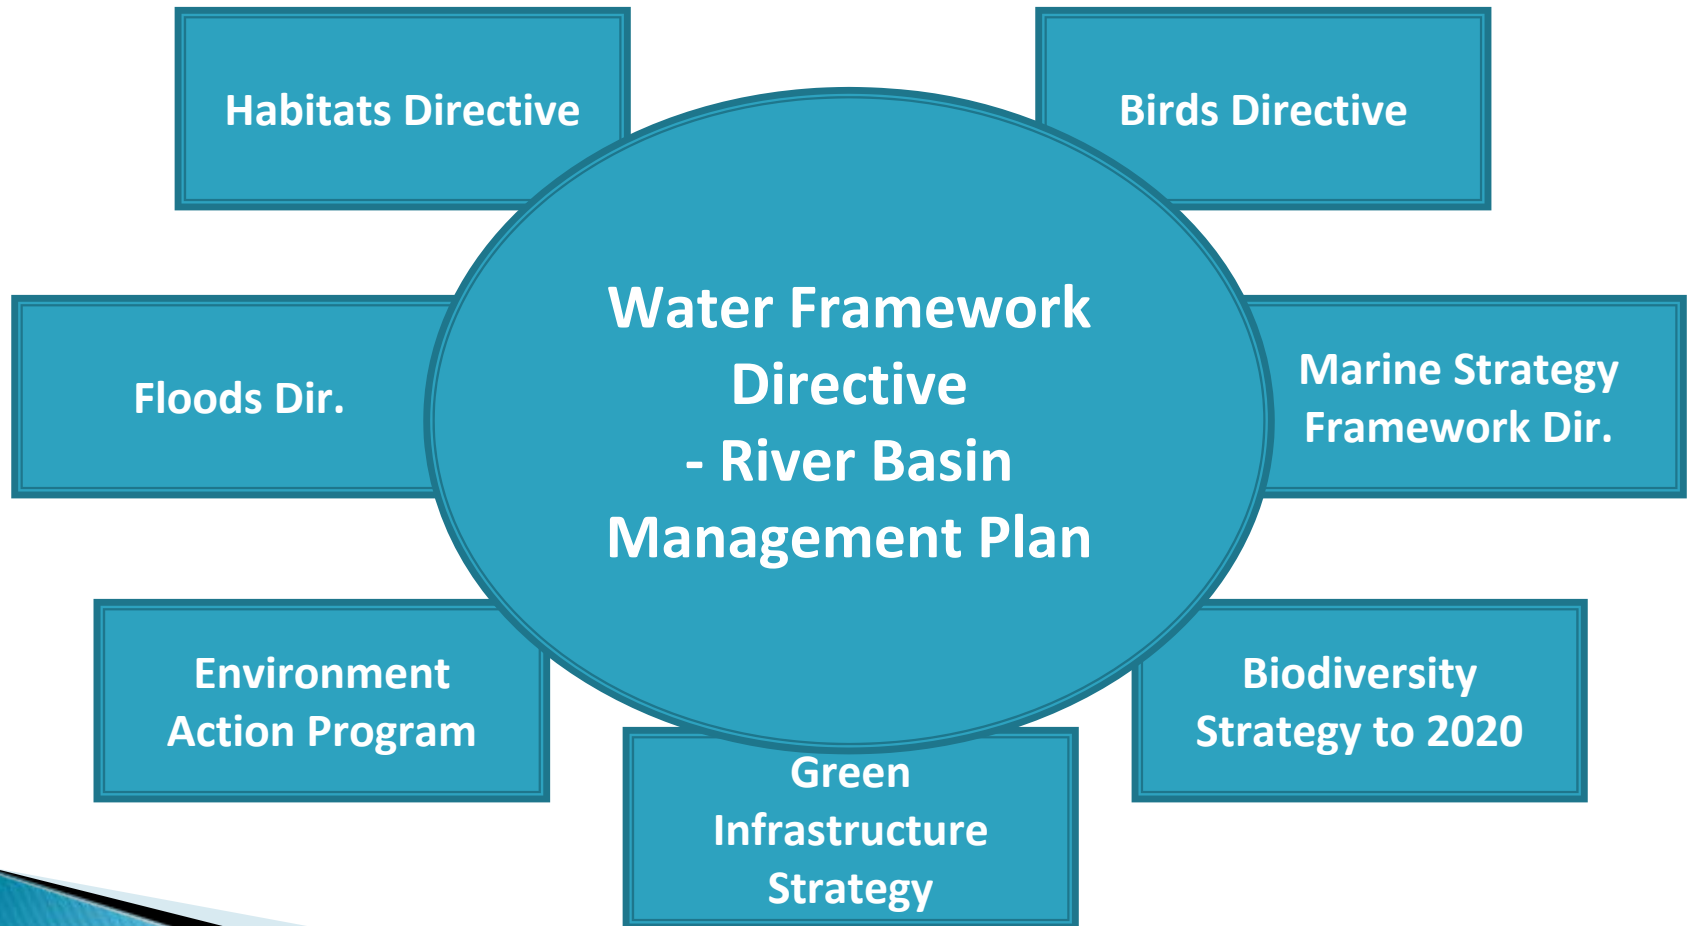 Habitats Directive
Birds Directive
Water Framework
Directive
- River Basin
Management Plan
Floods Dir.
Marine Strategy
Framework Dir.
Environment
Action Program
Biodiversity
Strategy to 2020
Green
Infrastructure
Strategy